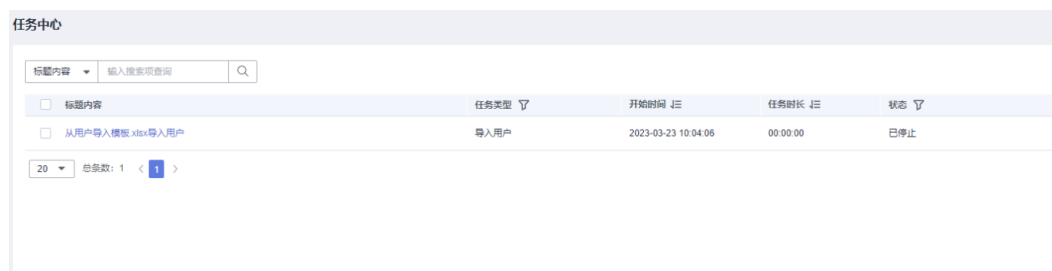 任务中心
标题内容 输入搜索项查询
标题内容 任务类型 开始时间 任务时长 状态
从用户导入模板.xlsx导入用户 导入用户 2023-03-23 10:04:06 00:00:00 已停止
20 总条数: 1 < 1 >